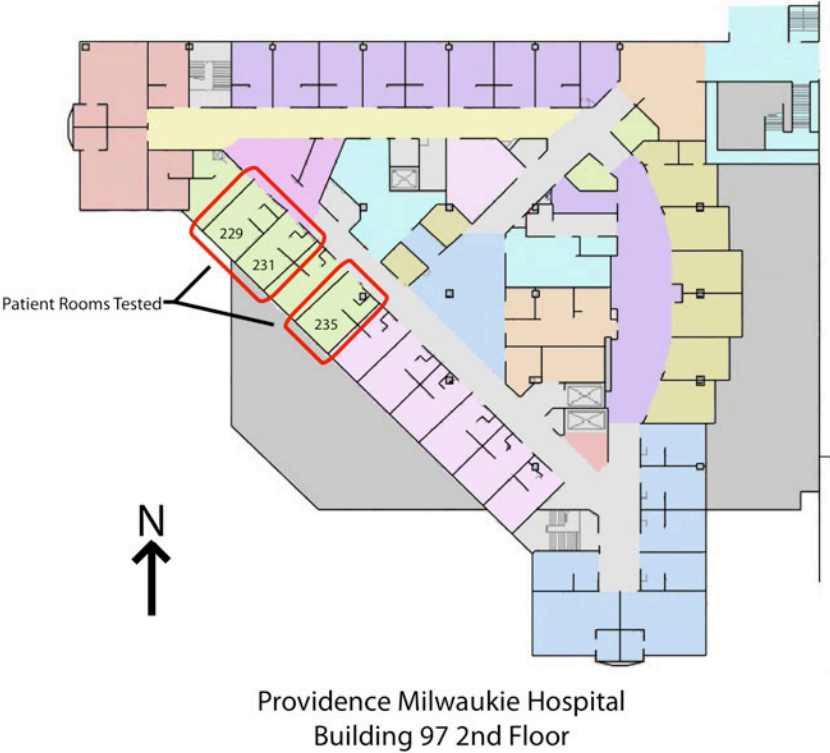 229
231
Patient Rooms Tested
235
N
Providence Milwaukie Hospital
Building 97 2nd Floor